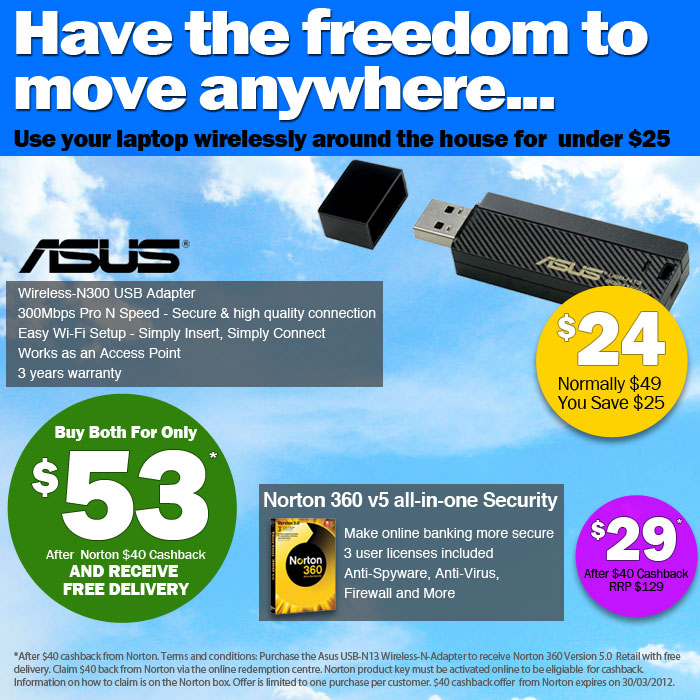 Have the freedom to
move anywhere...
Use your laptop wirelessly around the house for under $25
ASUS®
ASUS
Wireless-N300 USB Adapter
300Mbps Pro N Speed - Secure & high quality connection
Easy Wi-Fi Setup - Simply Insert, Simply Connect
Works as an Access Point
3 years warranty
$24
Normally $49
You Save $25
Buy Both For Only
$53*
After Norton $40 Cashback
AND RECEIVE
FREE DELIVERY
Norton 360 v5 all-in-one Security
Version 5.0
Norton
360
Make online banking more secure
3 user licenses included
Anti-Spyware, Anti-Virus,
Firewall and More
$29*
After $40 Cashback
RRP $129
*After $40 cashback from Norton. Terms and conditions: Purchase the Asus USB-N13 Wireless-N-Adapter to receive Norton 360 Version 5.0 Retail with free
delivery. Claim $40 back from Norton via the online redemption centre. Norton product key must be activated online to be eligiable for cashback.
Information on how to claim is on the Norton box. Offer is limited to one purchase per customer. $40 cashback offer from Norton expires on 30/03/2012.